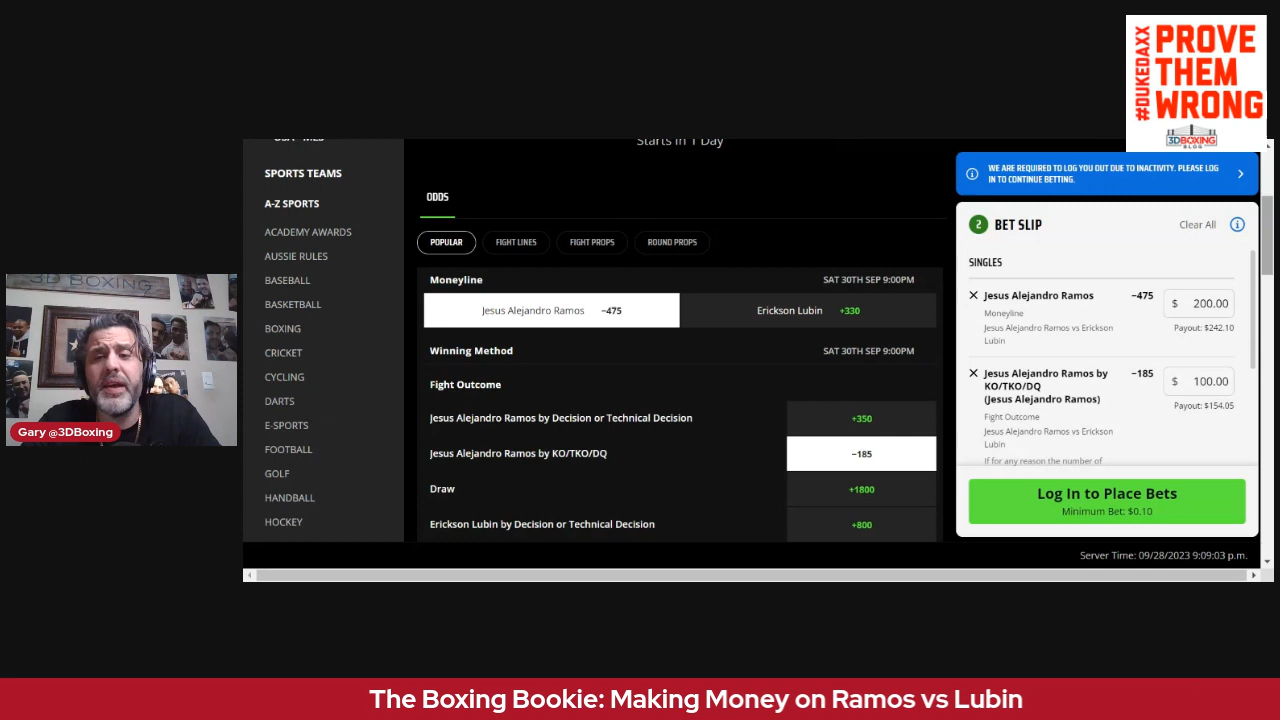 #DUKEDAXX
PROVE
THEM
WRONG
3DBOXING
BLOG
3D BOXING
Gary @3DBoxing
SPORTS TEAMS
A-Z SPORTS
ACADEMY AWARDS
AUSSIE RULES
BASEBALL
BASKETBALL
BOXING
CRICKET
CYCLING
DARTS
E-SPORTS
FOOTBALL
GOLF
HANDBALL
HOCKEY
Starts in 1 Day
ODDS
POPULAR FIGHT LINES FIGHT PROPS ROUND PROPS
Moneyline SAT 30TH SEP 9:00PM
Jesus Alejandro Ramos −475 Erickson Lubin +330
Winning Method SAT 30TH SEP 9:00PM
Fight Outcome
Jesus Alejandro Ramos by Decision or Technical Decision +350
Jesus Alejandro Ramos by KO/TKO/DQ −185
Draw +1800
Erickson Lubin by Decision or Technical Decision +800
WE ARE REQUIRED TO LOG YOU OUT DUE TO INACTIVITY. PLEASE LOG
IN TO CONTINUE BETTING.
2 BET SLIP Clear All
SINGLES
Jesus Alejandro Ramos −475 $ 200.00
Moneyline
Payout: $242.10
Jesus Alejandro Ramos vs Erickson
Lubin
Jesus Alejandro Ramos by −185 $ 100.00
KO/TKO/DQ
(Jesus Alejandro Ramos)
Payout: $154.05
Fight Outcome
Jesus Alejandro Ramos vs Erickson
Lubin
If for any reason the number of
Log In to Place Bets
Minimum Bet: $0.10
Server Time: 09/28/2023 9:09:03 p.m.
The Boxing Bookie: Making Money on Ramos vs Lubin